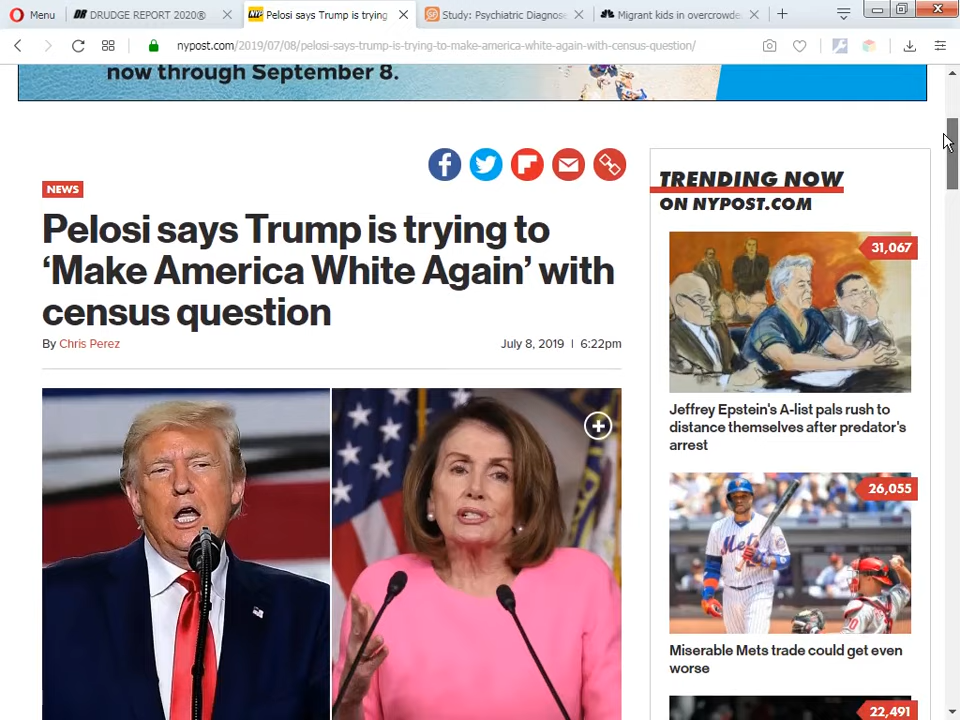 Menu
DRUDGE REPORT 2020®
NYP
Pelosi says Trump is trying
Study: Psychiatric Diagnose
Migrant kids in overcrowde
nypost.com/2019/07/08/pelosi-says-trump-is-trying-to-make-america-white-again-with-census-question/
now through September 8.
NEWS
Pelosi says Trump is trying to
‘Make America White Again’ with
census question
By Chris Perez
July 8, 2019 | 6:22pm
TRENDING NOW
ON NYPOST.COM
31,067
Jeffrey Epstein's A-list pals rush to
distance themselves after predator's
arrest
26,055
Mets
Miserable Mets trade could get even
worse
22,491